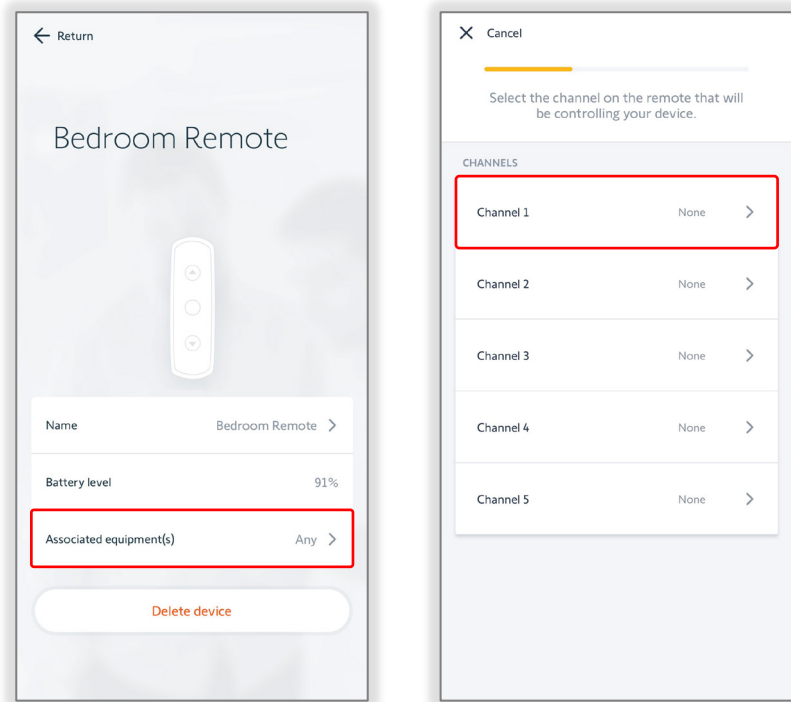 Return
Bedroom Remote
Name Bedroom Remote
Battery level 91%
Associated equipment(s) Any
Delete device
Cancel
Select the channel on the remote that will
be controlling your device.
CHANNELS
Channel 1 None
Channel 2 None
Channel 3 None
Channel 4 None
Channel 5 None